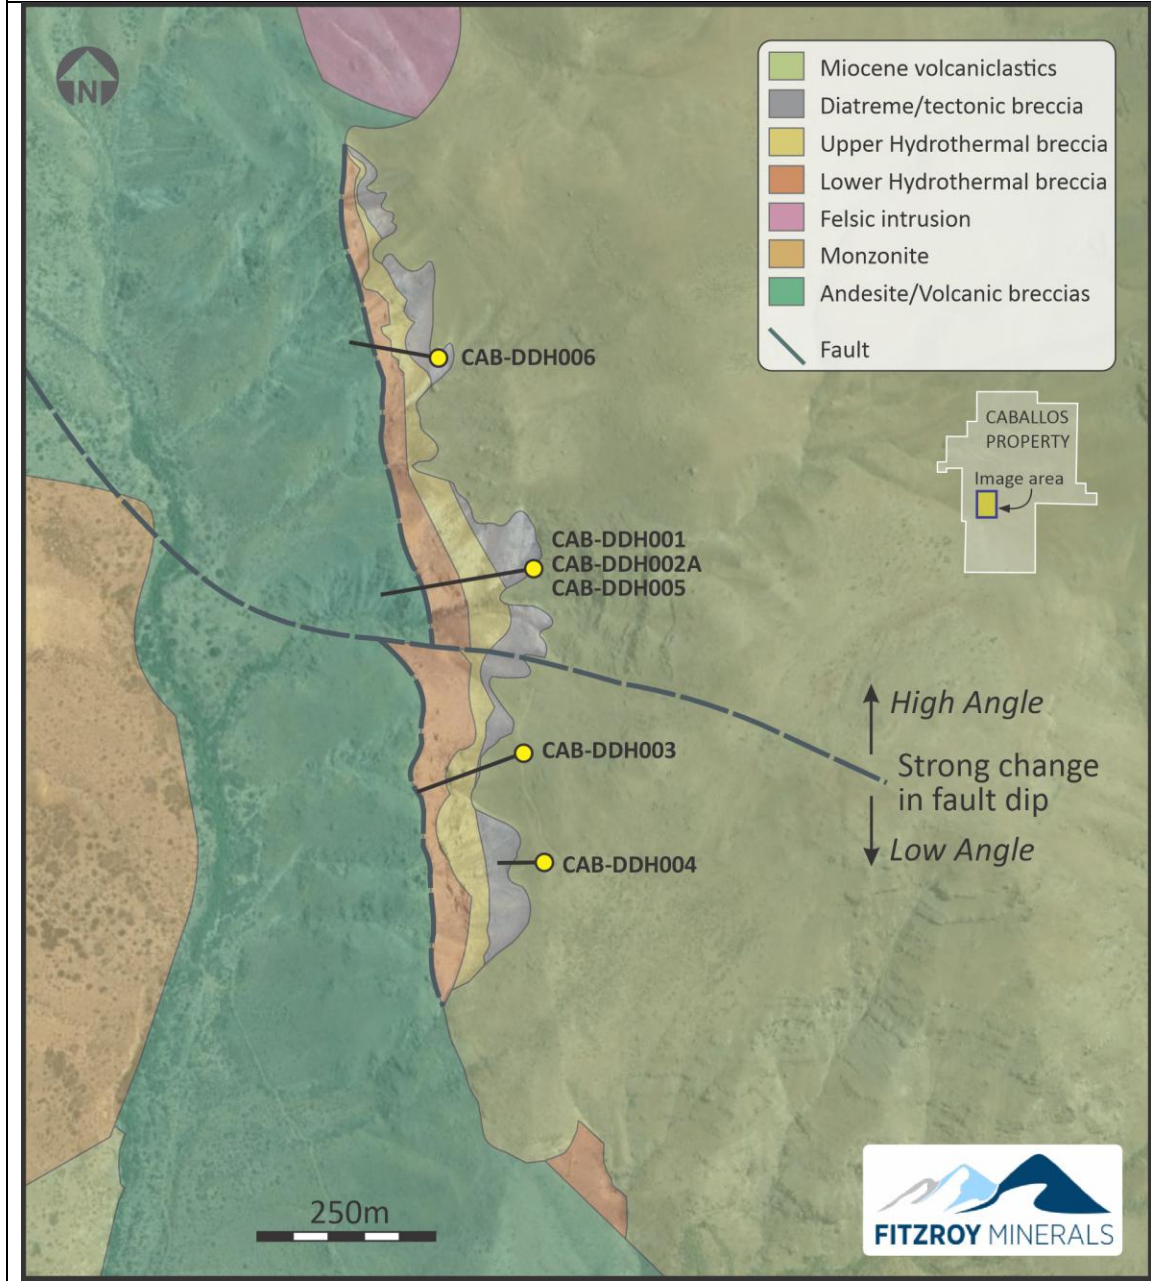 N
Miocene volcaniclastics
Diatreme/tectonic breccia
Upper Hydrothermal breccia
Lower Hydrothermal breccia
Felsic intrusion
Monzonite
Andesite/Volcanic breccias
Fault
CAB-DDH006
CABALLOS
PROPERTY
Image area
CAB-DDH001
CAB-DDH002A
CAB-DDH005
High Angle
CAB-DDH003
Strong change
in fault dip
Low Angle
CAB-DDH004
250m
FITZROY MINERALS